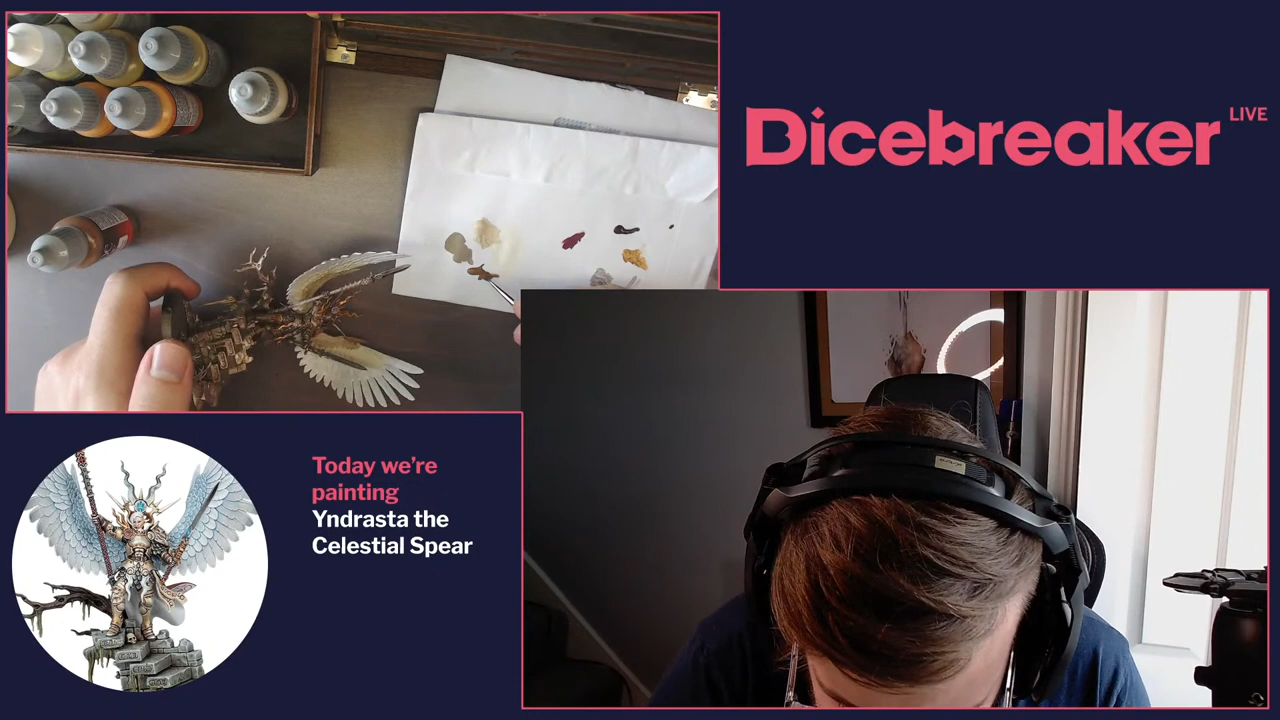 Dicebreaker LIVE
Today we're
painting
Yndrasta the
Celestial Spear